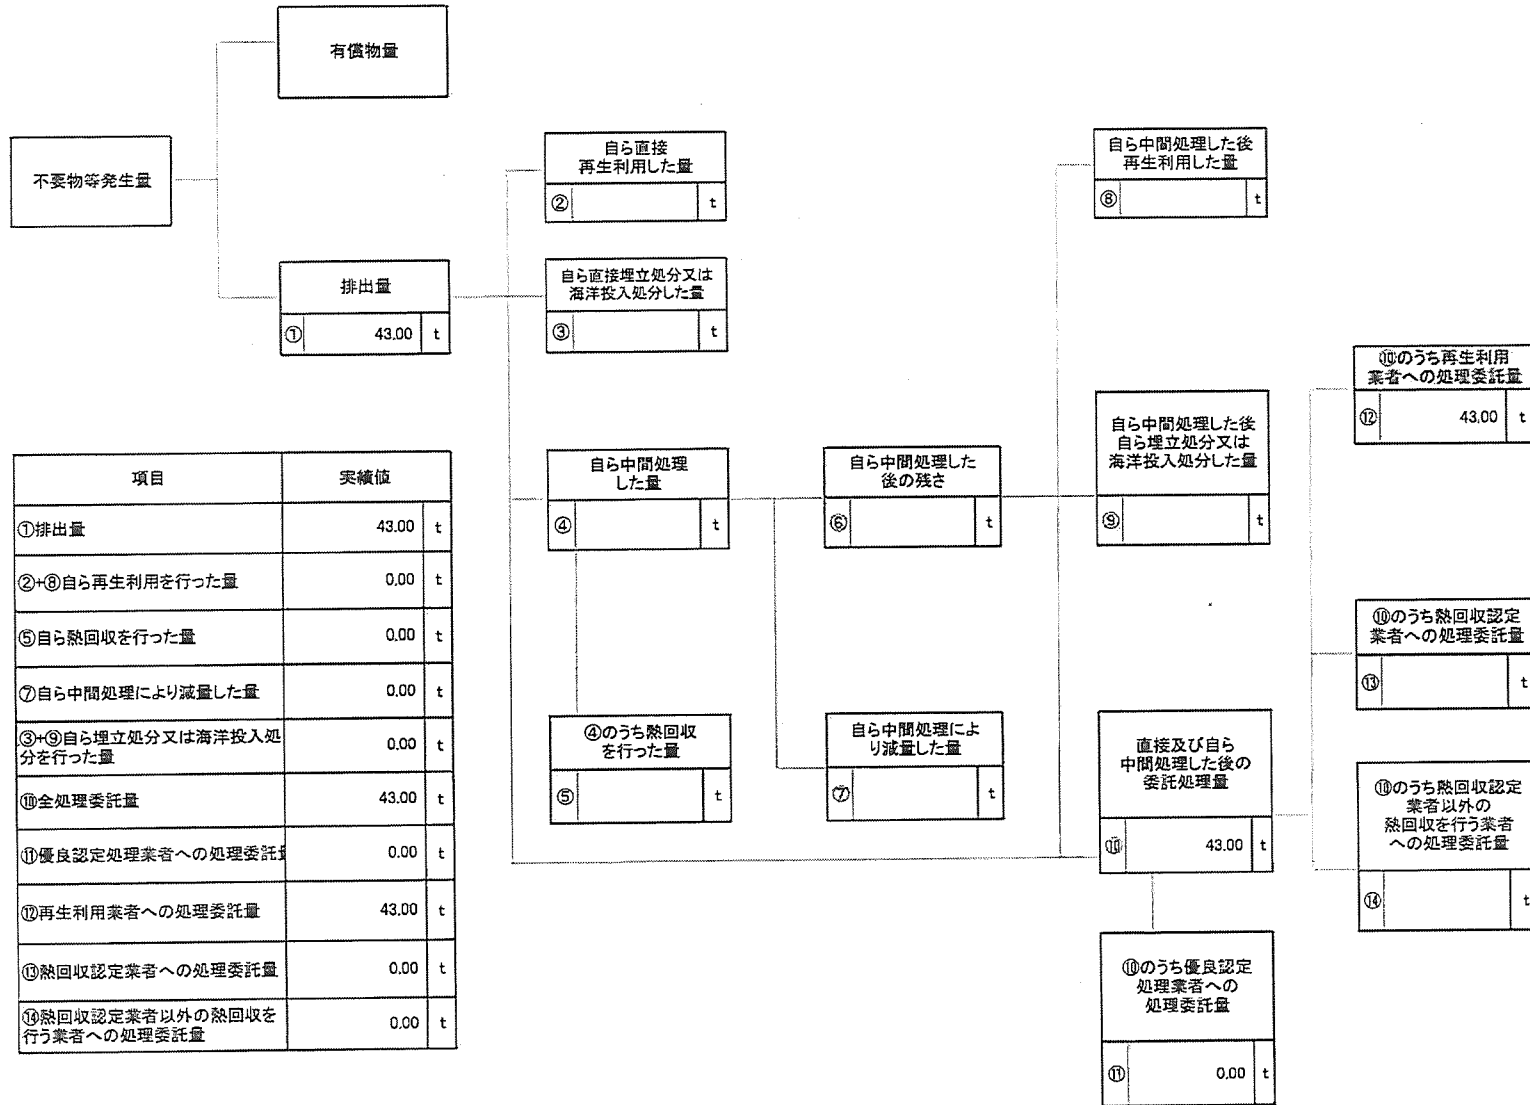 有償物量
不要物等発生量
排出量
① 43.00 t
自ら直接
再生利用した量
② t
自ら直接埋立処分又は
海洋投入処分した量
③ t
自ら中間処理
した量
④ t
④のうち熱回収
を行った量
⑤ t
自ら中間処理した
後の残さ
⑥ t
自ら中間処理によ
り減量した量
⑦ t
自ら中間処理した後
再生利用した量
⑧ t
自ら中間処理した後
自ら埋立処分又は
海洋投入処分した量
⑨ t
直接及び自ら
中間処理した後の
委託処理量
⑩ 43.00 t
⑩のうち優良認定
処理業者への
処理委託量
⑪ 0.00 t
⑩のうち再生利用
業者への処理委託量
⑫ 43.00 t
⑩のうち熱回収認定
業者への処理委託量
⑬ t
⑩のうち熱回収認定
業者以外の
熱回収を行う業者
への処理委託量
⑭ t
項目 実績値
①排出量 43.00 t
②+⑧自ら再生利用を行った量 0.00 t
⑤自ら熱回収を行った量 0.00 t
⑦自ら中間処理により減量した量 0.00 t
③+⑨自ら埋立処分又は海洋投入処
分を行った量 0.00 t
⑩全処理委託量 43.00 t
⑪優良認定処理業者への処理委託 0.00 t
⑫再生利用業者への処理委託量 43.00 t
⑬熱回収認定業者への処理委託量 0.00 t
⑭熱回収認定業者以外の熱回収を
行う業者への処理委託量 0.00 t